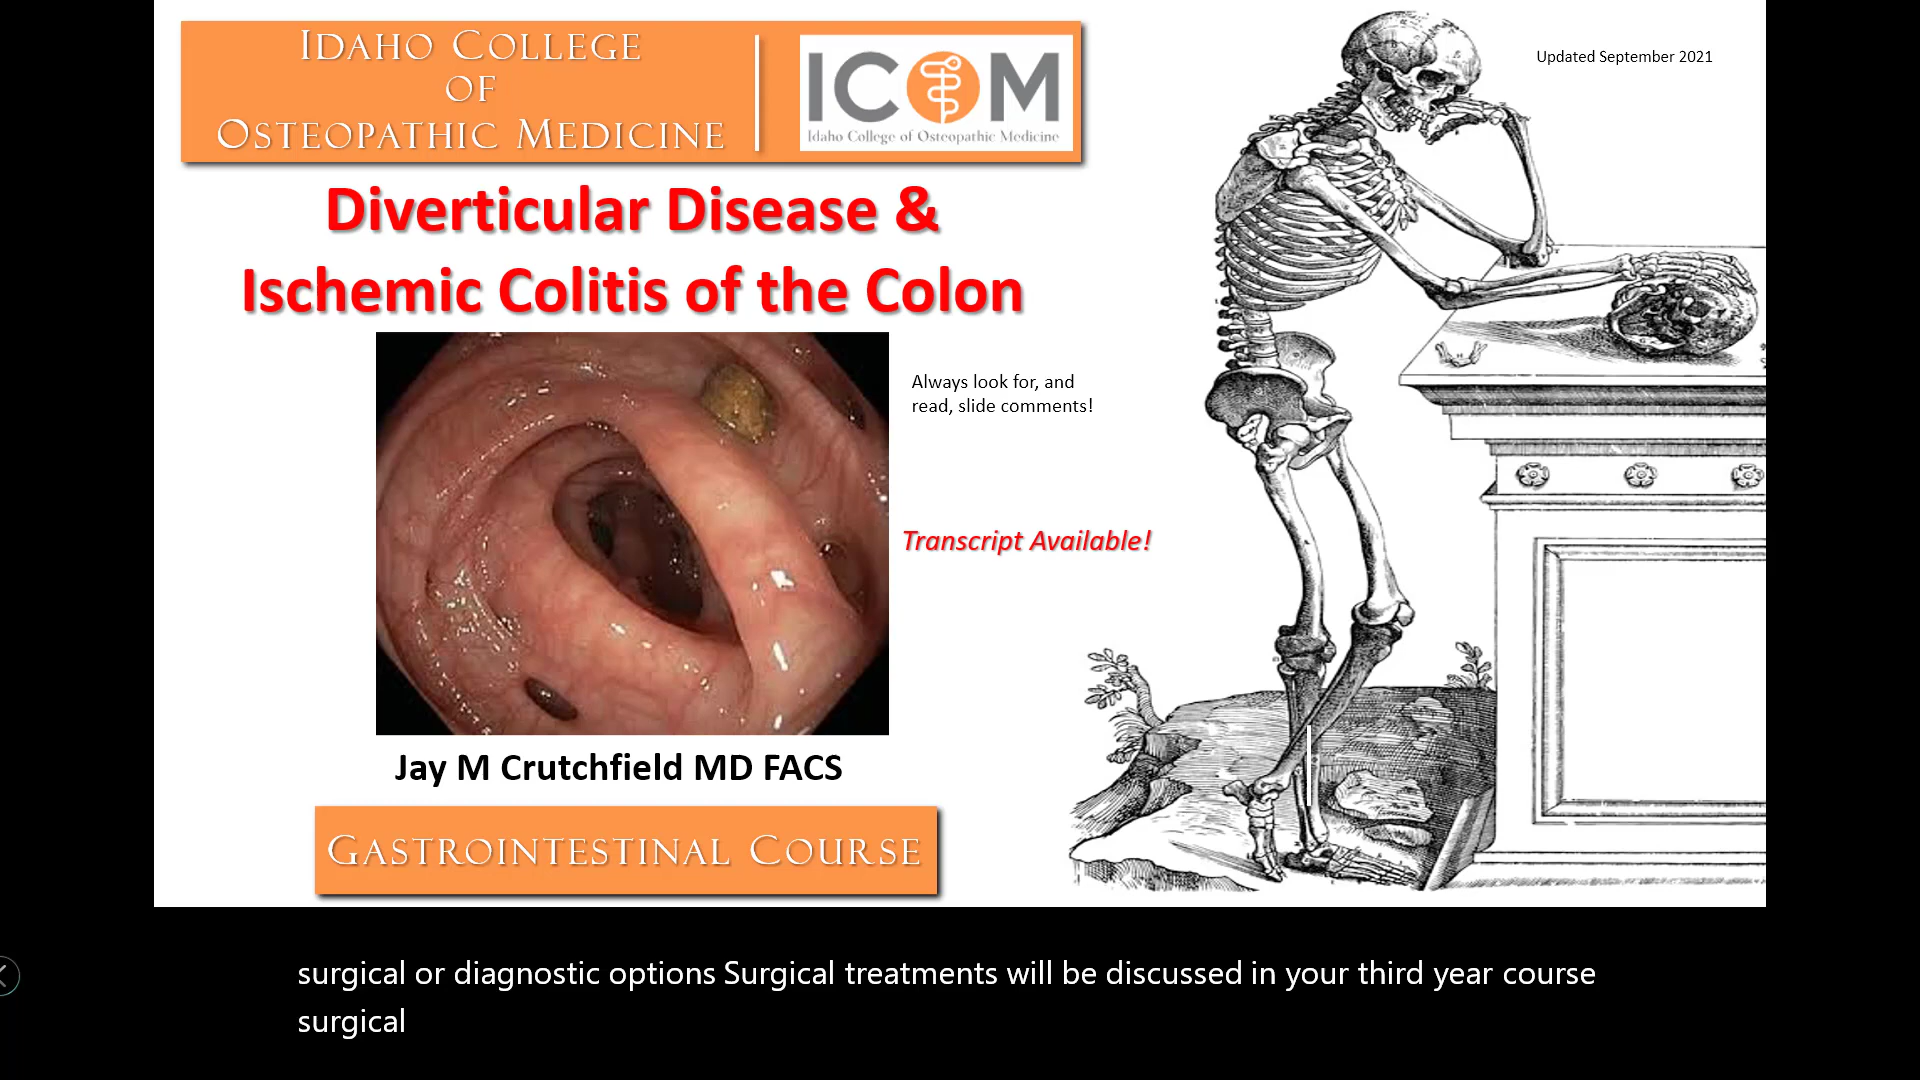 IDAHO COLLEGE
OF
OSTEOPATHIC MEDICINE
ICOM
Idaho College of Osteopathic Medicine
Updated September 2021
Diverticular Disease &
Ischemic Colitis of the Colon
Always look for, and
read, slide comments!
Transcript Available!
Jay M Crutchfield MD FACS
GASTROINTESTINAL COURSE
surgical or diagnostic options Surgical treatments will be discussed in your third year course
surgical